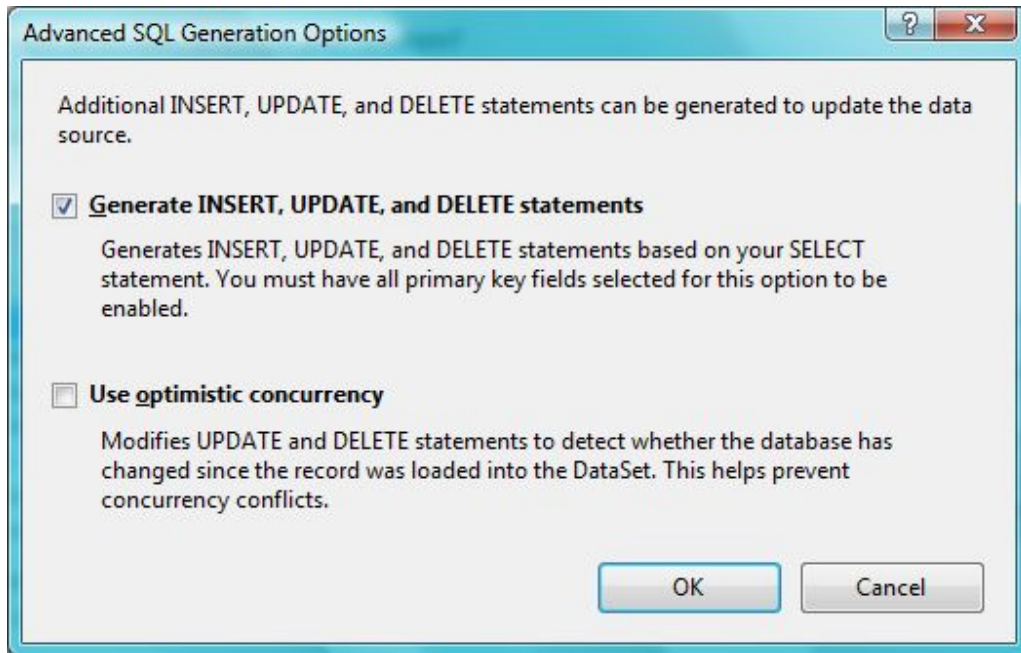 Advanced SQL Generation Options
Additional INSERT, UPDATE, and DELETE statements can be generated to update the data
source.
Generate INSERT, UPDATE, and DELETE statements
Generates INSERT, UPDATE, and DELETE statements based on your SELECT
statement. You must have all primary key fields selected for this option to be
enabled.
Use optimistic concurrency
Modifies UPDATE and DELETE statements to detect whether the database has
changed since the record was loaded into the DataSet. This helps prevent
concurrency conflicts.
OK Cancel